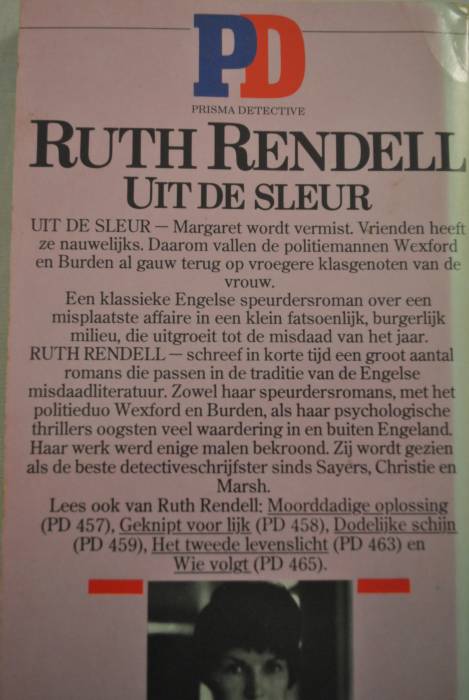 PD
PRISMA DETECTIVE
RUTH RENDELL
UIT DE SLEUR
UIT DE SLEUR — Margaret wordt vermist. Vrienden heeft
ze nauwelijks. Daarom vallen de politiemannen Wexford
en Burden al gauw terug op vroegere klasgenoten van de
vrouw.
Een klassieke Engelse speurdersroman over een
misplaatste affaire in een klein fatsoenlijk, burgerlijk
milieu, die uitgroeit tot de misdaad van het jaar.
RUTH RENDELL — schreef in korte tijd een groot aantal
romans die passen in de traditie van de Engelse
misdaadliteratuur. Zowel haar speurdersromans, met het
politieduo Wexford en Burden, als haar psychologische
thrillers oogsten veel waardering in en buiten Engeland.
Haar werk werd enige malen bekroond. Zij wordt gezien
als de beste detectiveschrijfster sinds Sayers, Christie en
Marsh.
Lees ook van Ruth Rendell: Moorddadige oplossing
(PD 457), Geknipt voor lijk (PD 458), Dodelijke schijn
(PD 459), Het tweede levenslicht (PD 463) en
Wie volgt (PD 465).